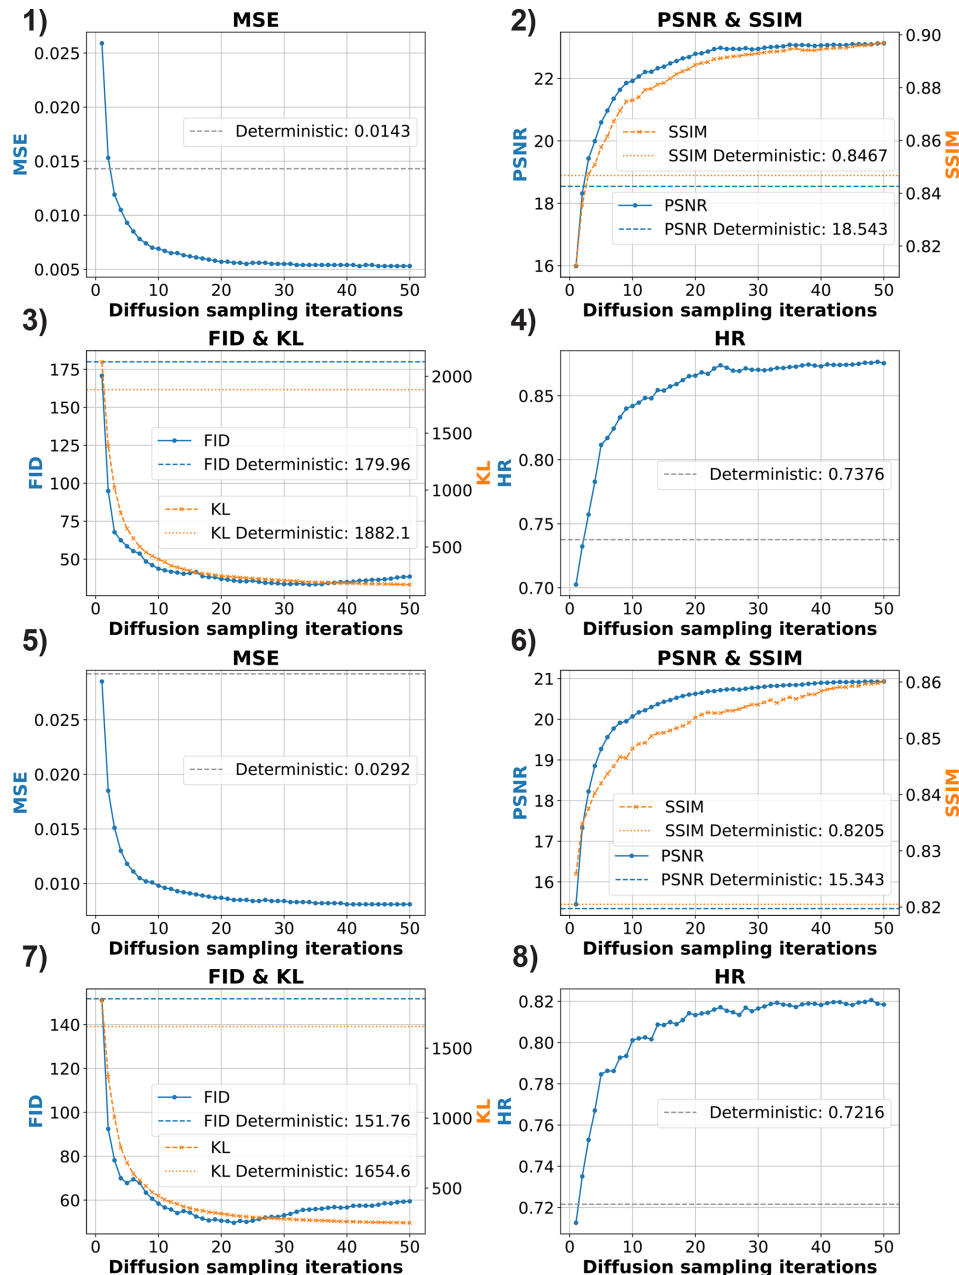 1)
MSE
0.025
0.020
0.015
0.010
0.005
MSE
Deterministic: 0.0143
0 10 20 30 40 50
Diffusion sampling iterations
2)
PSNR & SSIM
22
20
18
16
PSNR
0.90
0.88
0.86
0.84
0.82
SSIM
SSIM
SSIM Deterministic: 0.8467
PSNR
PSNR Deterministic: 18.543
0 10 20 30 40 50
Diffusion sampling iterations
3)
FID & KL
175
150
125
100
75
50
FID
2000
1500
1000
500
KL
FID
FID Deterministic: 179.96
KL
KL Deterministic: 1882.1
0 10 20 30 40 50
Diffusion sampling iterations
4)
HR
0.85
0.80
0.75
0.70
HR
Deterministic: 0.7376
0 10 20 30 40 50
Diffusion sampling iterations
5)
MSE
0.025
0.020
0.015
0.010
MSE
Deterministic: 0.0292
0 10 20 30 40 50
Diffusion sampling iterations
6)
PSNR & SSIM
21
20
19
18
17
16
PSNR
0.86
0.85
0.84
0.83
0.82
SSIM
SSIM
SSIM Deterministic: 0.8205
PSNR
PSNR Deterministic: 15.343
0 10 20 30 40 50
Diffusion sampling iterations
7)
FID & KL
140
120
100
80
60
FID
1500
1000
500
KL
FID
FID Deterministic: 151.76
KL
KL Deterministic: 1654.6
0 10 20 30 40 50
Diffusion sampling iterations
8)
HR
0.82
0.80
0.78
0.76
0.74
0.72
HR
Deterministic: 0.7216
0 10 20 30 40 50
Diffusion sampling iterations